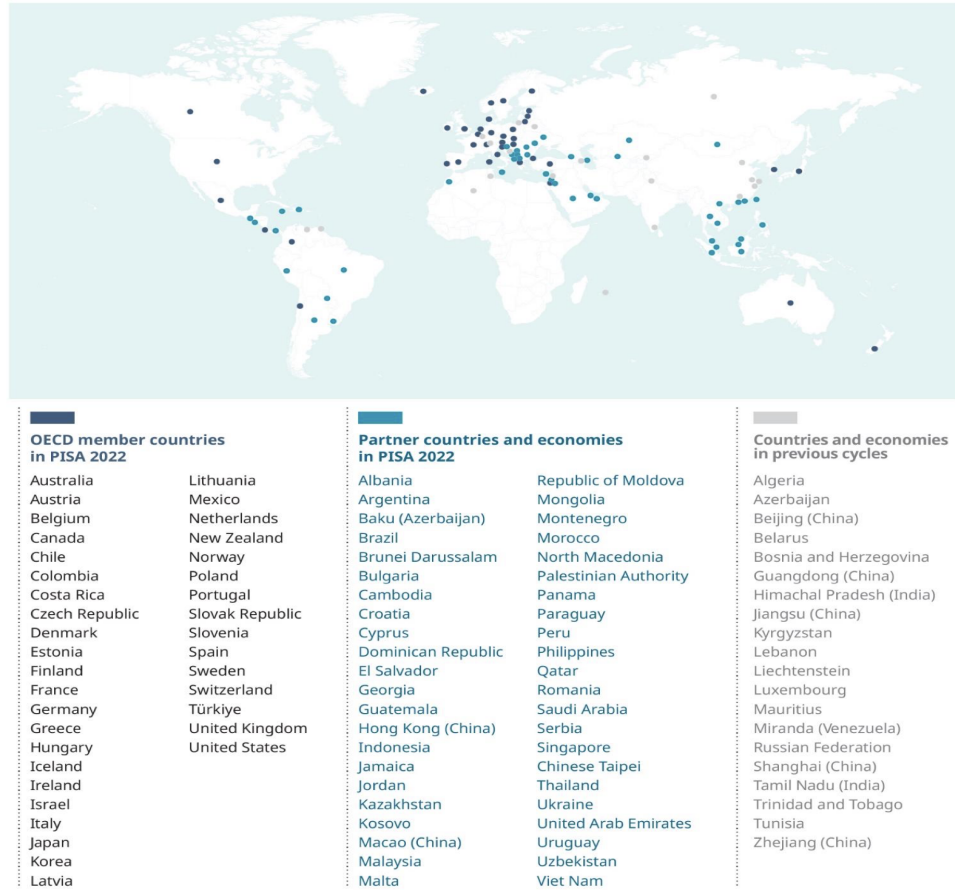 OECD member countries
in PISA 2022
Australia
Austria
Belgium
Canada
Chile
Colombia
Costa Rica
Czech Republic
Denmark
Estonia
Finland
France
Germany
Greece
Hungary
Iceland
Ireland
Israel
Italy
Japan
Korea
Latvia
Lithuania
Mexico
Netherlands
New Zealand
Norway
Poland
Portugal
Slovak Republic
Slovenia
Spain
Sweden
Switzerland
Türkiye
United Kingdom
United States
Partner countries and economies
in PISA 2022
Albania
Argentina
Baku (Azerbaijan)
Brazil
Brunei Darussalam
Bulgaria
Cambodia
Croatia
Cyprus
Dominican Republic
El Salvador
Georgia
Guatemala
Hong Kong (China)
Indonesia
Jamaica
Jordan
Kazakhstan
Kosovo
Macao (China)
Malaysia
Malta
Republic of Moldova
Mongolia
Montenegro
Morocco
North Macedonia
Palestinian Authority
Panama
Paraguay
Peru
Philippines
Qatar
Romania
Saudi Arabia
Serbia
Singapore
Chinese Taipei
Thailand
Ukraine
United Arab Emirates
Uruguay
Uzbekistan
Viet Nam
Countries and economies
in previous cycles
Algeria
Azerbaijan
Beijing (China)
Belarus
Bosnia and Herzegovina
Guangdong (China)
Himachal Pradesh (India)
Jiangsu (China)
Kyrgyzstan
Lebanon
Liechtenstein
Luxembourg
Mauritius
Miranda (Venezuela)
Russian Federation
Shanghai (China)
Tamil Nadu (India)
Trinidad and Tobago
Tunisia
Zhejiang (China)